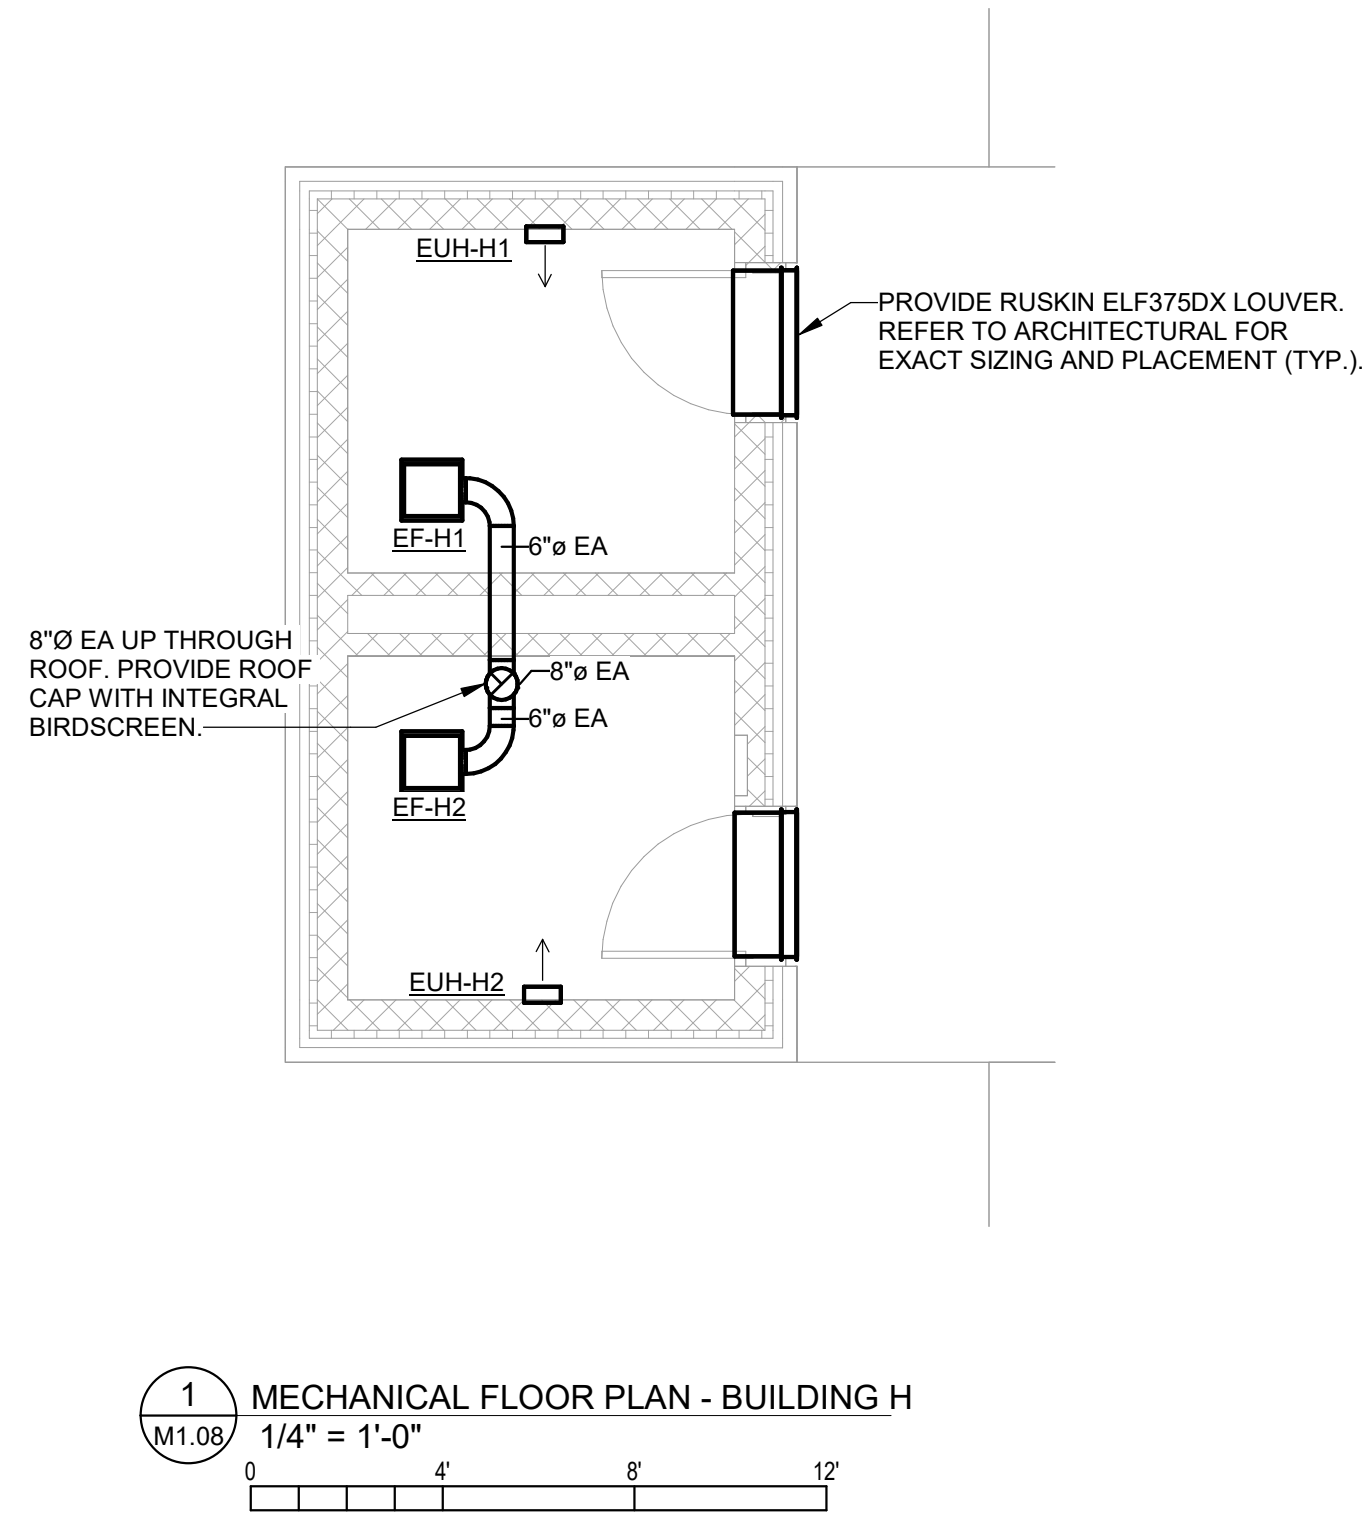 EUH-H1
PROVIDE RUSKIN ELF375DX LOUVER.
REFER TO ARCHITECTURAL FOR
EXACT SIZING AND PLACEMENT (TYP.).
EF-H1
6"ø EA
8"Ø EA UP THROUGH
ROOF. PROVIDE ROOF
CAP WITH INTEGRAL
BIRDSCREEN.
8"ø EA
6"ø EA
EF-H2
EUH-H2
1
M1.08
MECHANICAL FLOOR PLAN - BUILDING H
1/4" = 1'-0"
0 4' 8' 12'